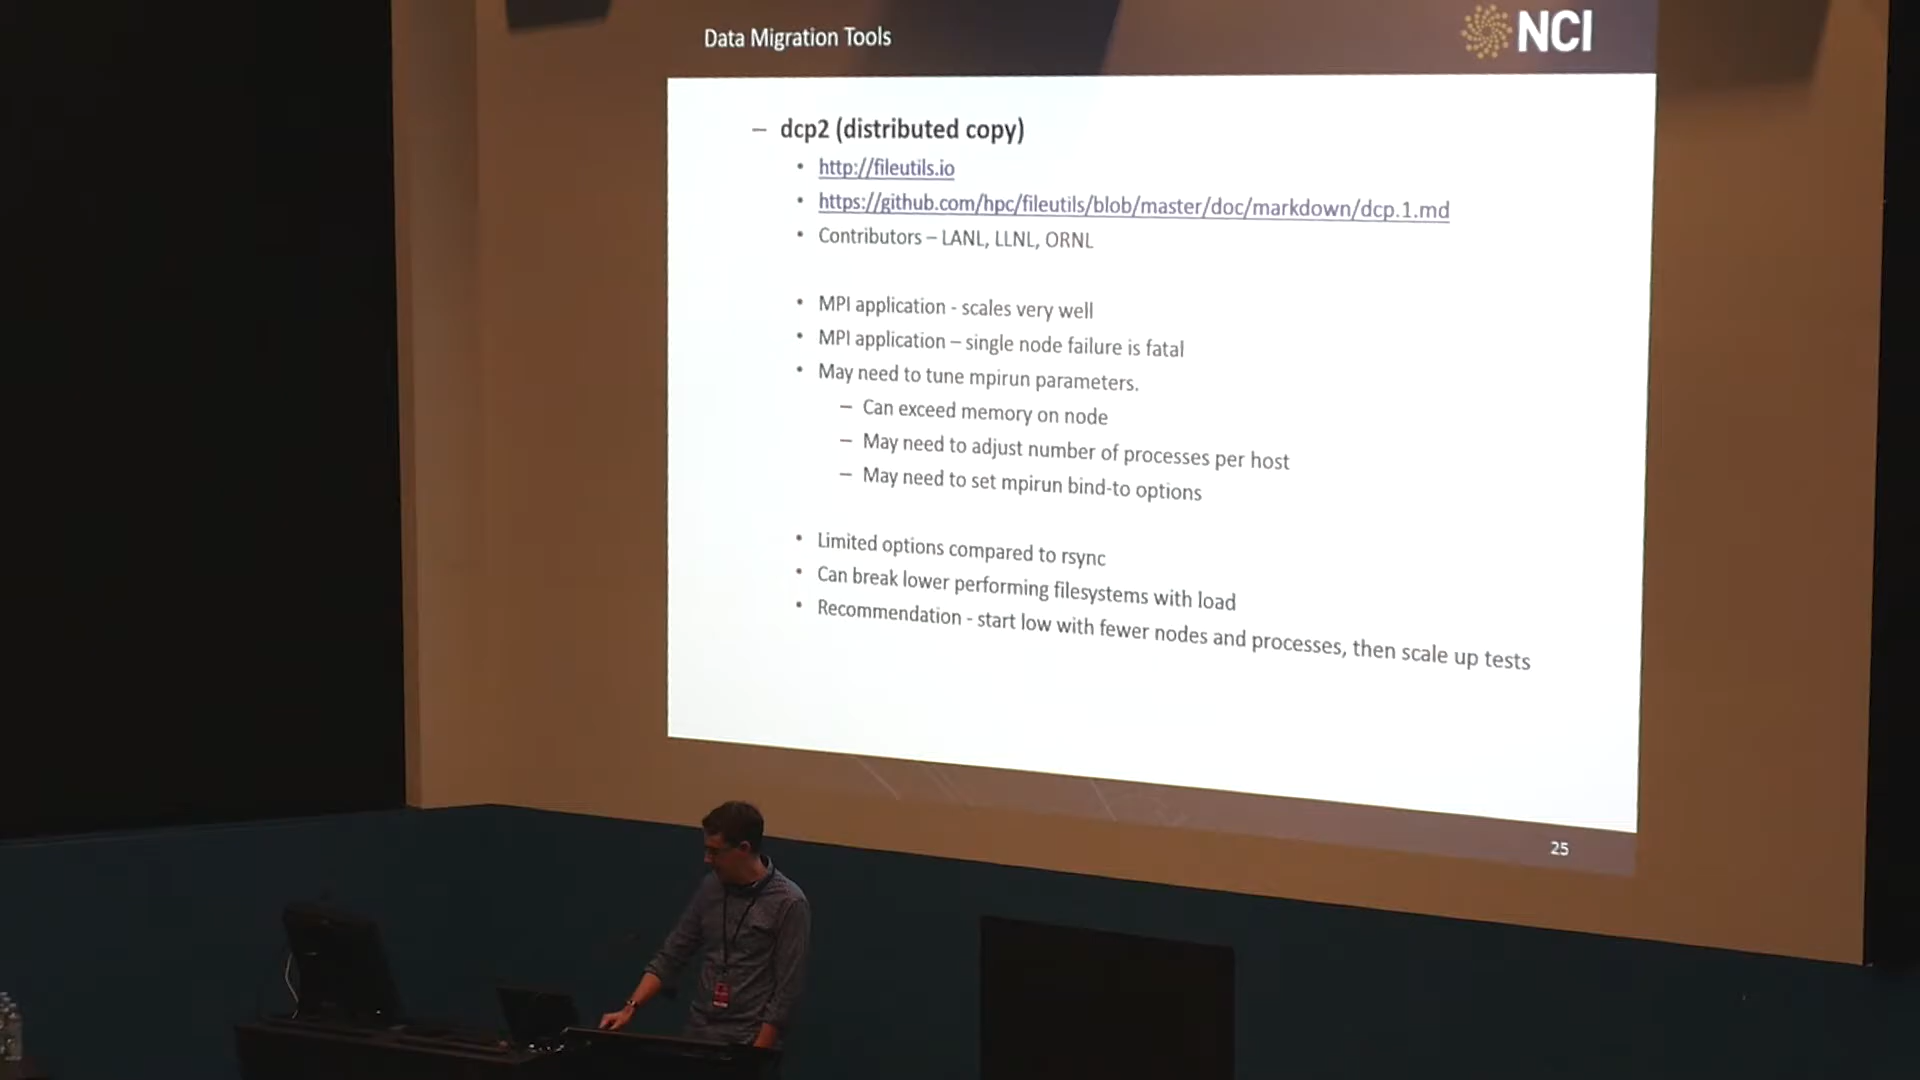 Data Migration Tools
NCI
– dcp2 (distributed copy)
• http://fileutils.io
• https://github.com/hpc/fileutils/blob/master/doc/markdown/dcp.1.md
• Contributors – LANL, LLNL, ORNL
• MPI application - scales very well
• MPI application – single node failure is fatal
• May need to tune mpirun parameters.
– Can exceed memory on node
– May need to adjust number of processes per host
– May need to set mpirun bind-to options
• Limited options compared to rsync
• Can break lower performing filesystems with load
• Recommendation - start low with fewer nodes and processes, then scale up tests
25